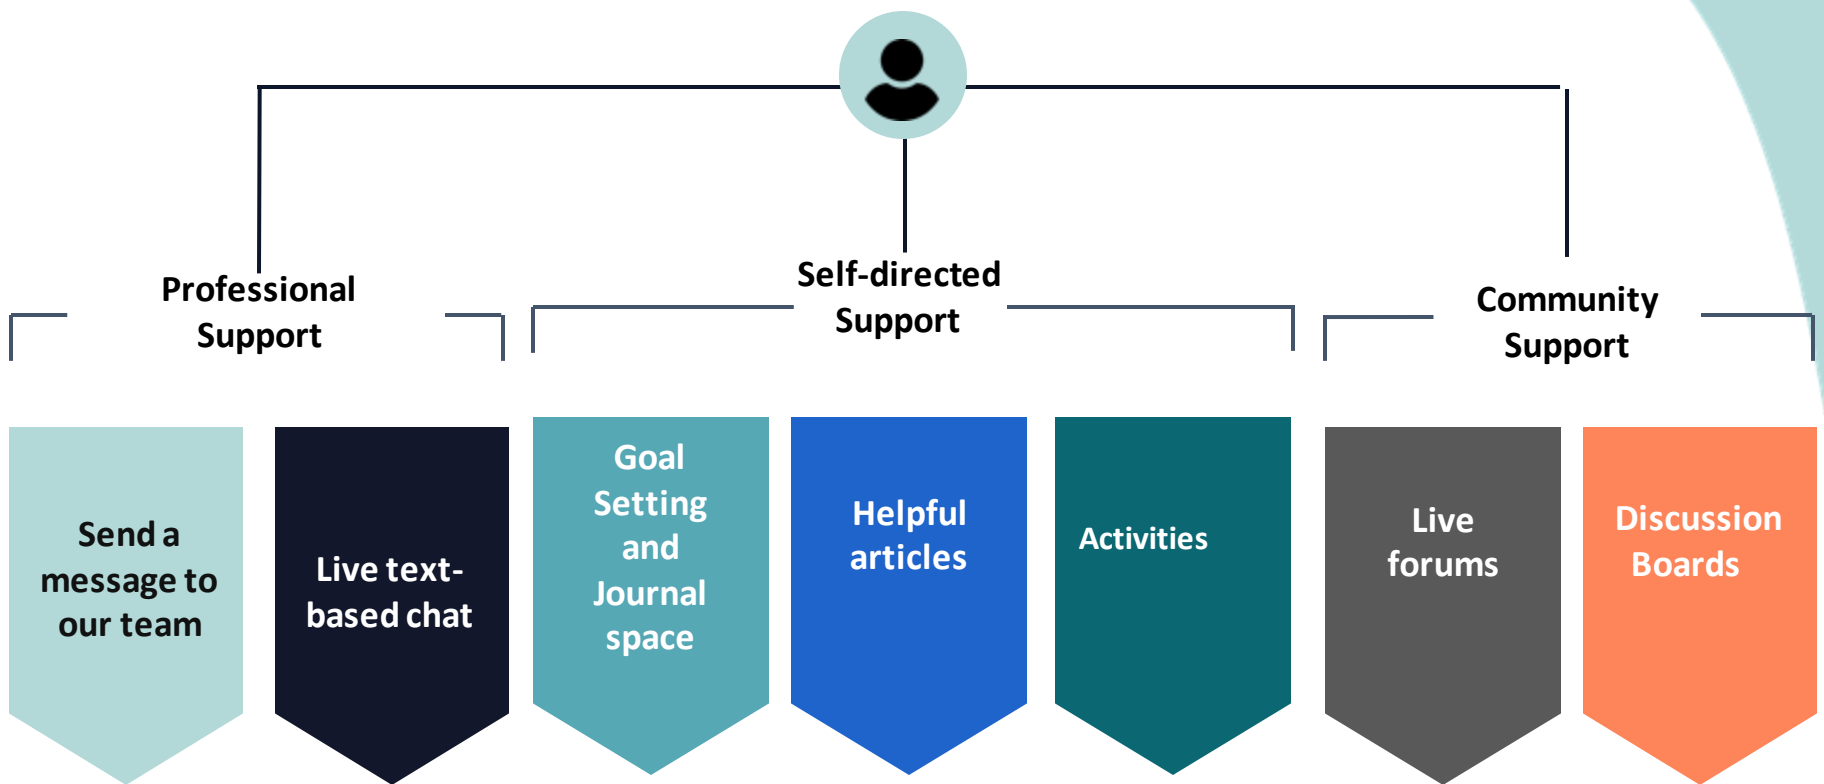 Professional
Support
Self-directed
Support
Community
Support
Send a
message to
our team
Live text-
based chat
Goal
Setting
and
Journal
space
Helpful
articles
Activities
Live
forums
Discussion
Boards